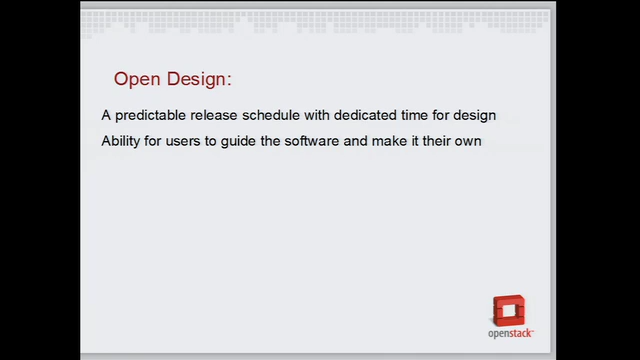 Open Design:
A predictable release schedule with dedicated time for design
Ability for users to guide the software and make it their own
openstack™